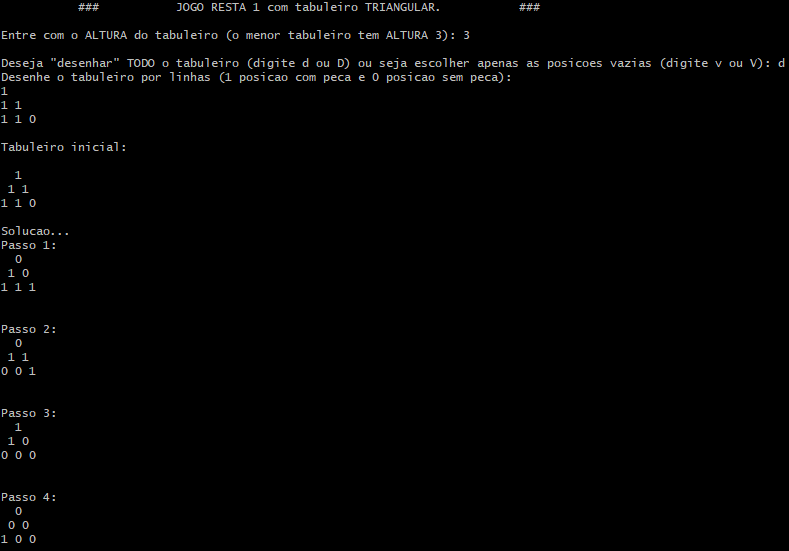 ### JOGO RESTA 1 com tabuleiro TRIANGULAR. ###
Entre com o ALTURA do tabuleiro (o menor tabuleiro tem ALTURA 3): 3
Deseja "desenhar" TODO o tabuleiro (digite d ou D) ou seja escolher apenas as posicoes vazias (digite v ou V): d
Desenhe o tabuleiro por linhas (1 posicao com peca e 0 posicao sem peca):
1
1 1
1 1 0
Tabuleiro inicial:
1
1 1
1 1 0
Solucao...
Passo 1:
0
1 0
1 1 1
Passo 2:
0
1 1
0 0 1
Passo 3:
1
1 0
0 0 0
Passo 4:
0
0 0
1 0 0